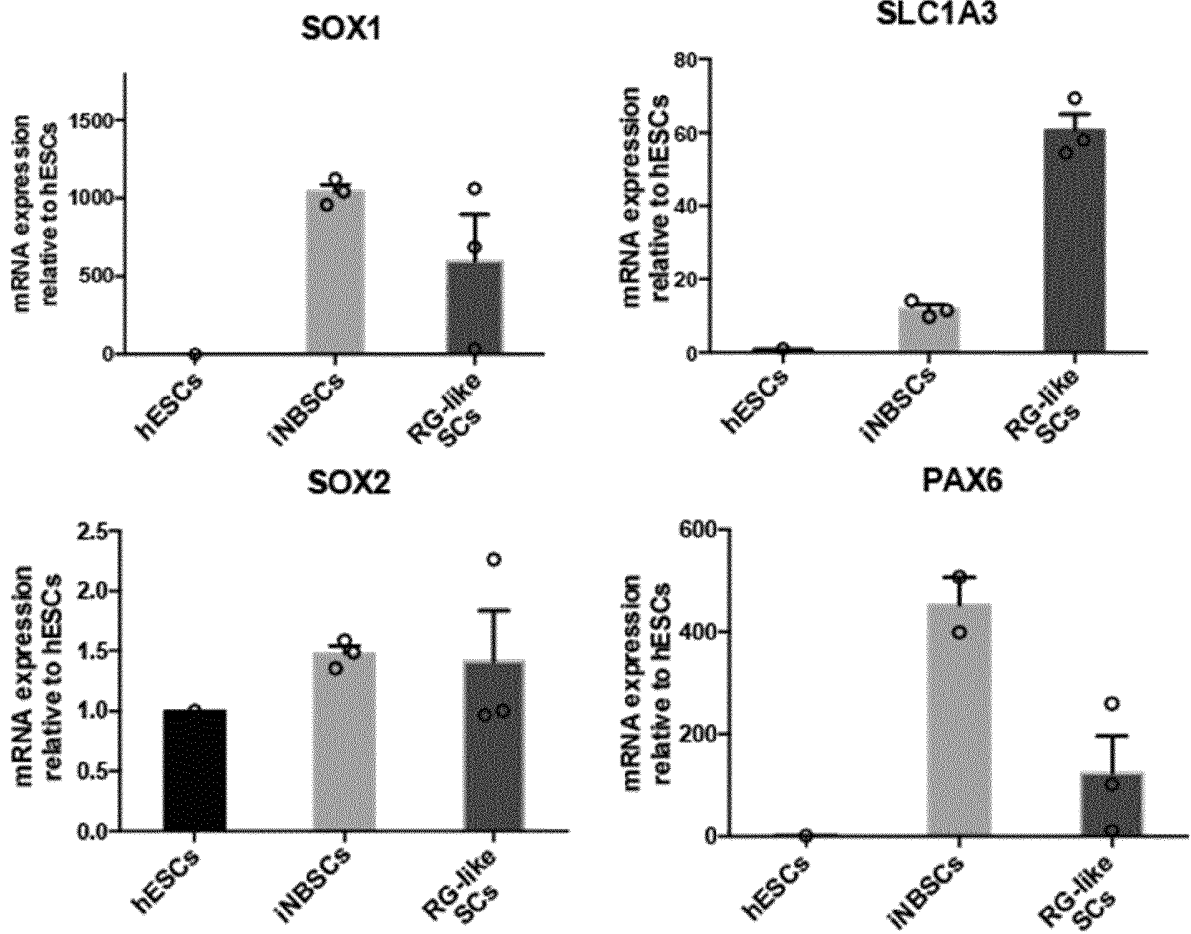 SOX1
mRNA expression
relative to hESCs
1500
1000
500
0
hESCs
iNBSCs
RG-like
SCs
SLC1A3
mRNA expression
relative to hESCs
80
60
40
20
0
hESCs
iNBSCs
RG-like
SCs
SOX2
mRNA expression
relative to hESCs
2.5
2.0
1.5
1.0
0.5
0.0
hESCs
iNBSCs
RG-like
SCs
PAX6
mRNA expression
relative to hESCs
600
400
200
0
hESCs
iNBSCs
RG-like
SCs